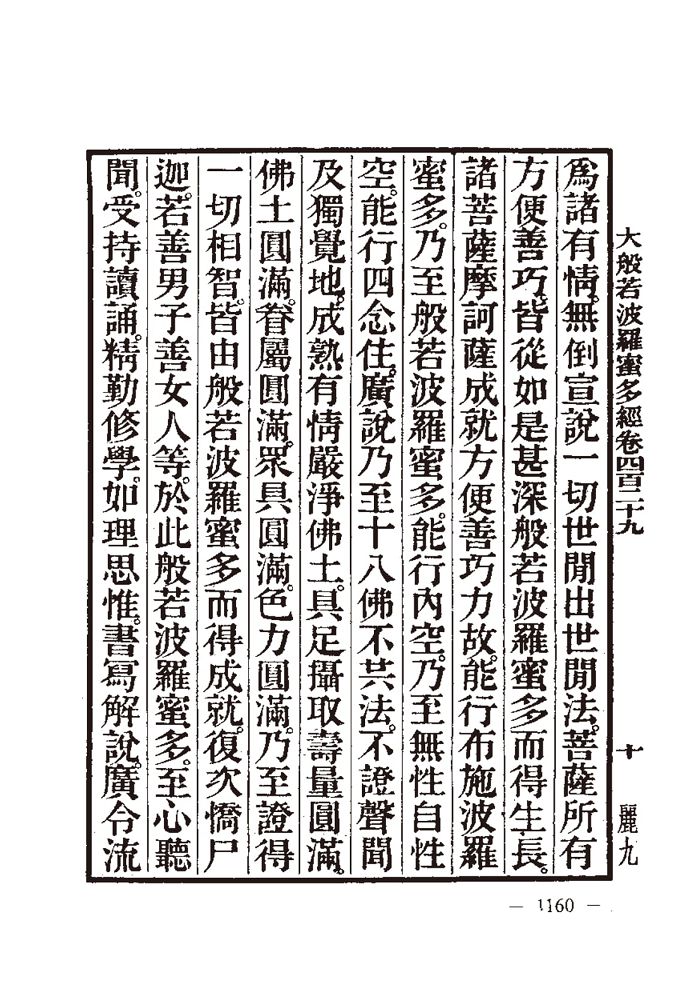 大般若波羅蜜多經卷四百二十九 十 麗九
爲諸有情。無倒宣說一切世閒出世閒法。菩薩所有
方便善巧。皆從如是甚深般若波羅蜜多而得生長。
諸菩薩摩訶薩成就方便善巧力故。能行布施波羅
蜜多。乃至般若波羅蜜多。能行內空。乃至無性自性
空。能行四念住。廣說乃至十八佛不共法。不證聲聞
及獨覺地。成熟有情嚴淨佛土。具足攝取壽量圓滿。
佛土圓滿。眷屬圓滿。眾具圓滿。色力圓滿。乃至證得
一切相智。皆由般若波羅蜜多而得成就。復次憍尸
迦。若善男子善女人等。於此般若波羅蜜多。至心聽
聞。受持讀誦。精勤修學。如理思惟。書寫解說。廣令流
— 1160 —